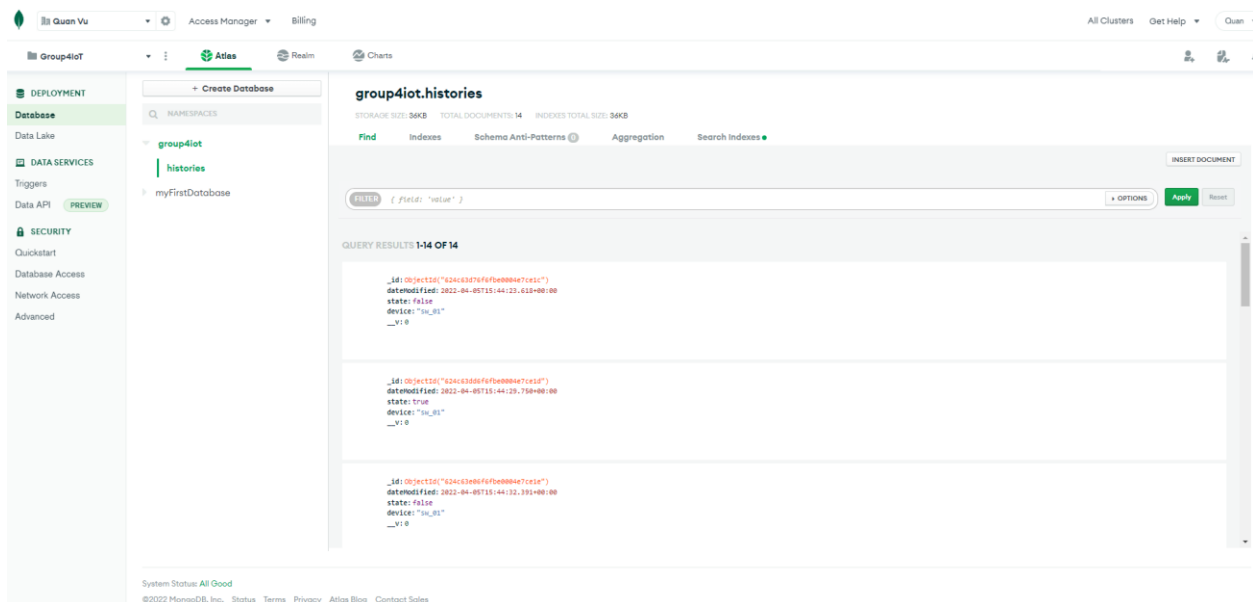 Quan Vu Access Manager Billing All Clusters Get Help Quan
Group4IoT Atlas Realm Charts
DEPLOYMENT
Database
Data Lake
DATA SERVICES
Triggers
Data API PREVIEW
SECURITY
Quickstart
Database Access
Network Access
Advanced
+ Create Database
NAMESPACES
group4iot
histories
myFirstDatabase
group4iot.histories
STORAGE SIZE: 36KB TOTAL DOCUMENTS: 14 INDEXES TOTAL SIZE: 36KB
Find Indexes Schema Anti-Patterns 0 Aggregation Search Indexes
INSERT DOCUMENT
FILTER { field: 'value' } OPTIONS Apply Reset
QUERY RESULTS 1-14 OF 14
_id: ObjectId("624c63d76f6fbe0004e7ce1c")
dateModified: 2022-04-05T15:44:23.618+00:00
state: false
device: "sw_01"
__v: 0
_id: ObjectId("624c63dd6f6fbe0004e7ce1d")
dateModified: 2022-04-05T15:44:29.750+00:00
state: true
device: "sw_01"
__v: 0
_id: ObjectId("624c63e06f6fbe0004e7ce1e")
dateModified: 2022-04-05T15:44:32.391+00:00
state: false
device: "sw_01"
__v: 0
System Status: All Good
©2022 MongoDB, Inc. Status Terms Privacy Atlas Blog Contact Sales